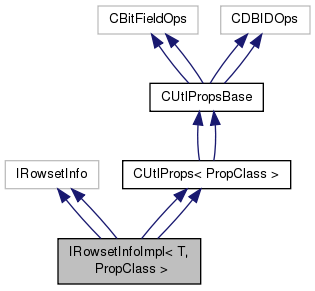 CBitFieldOps
CDBIDOps
CUtlPropsBase
IRowsetInfo
CUtlProps< PropClass >
IRowsetInfoImpl< T,
PropClass >